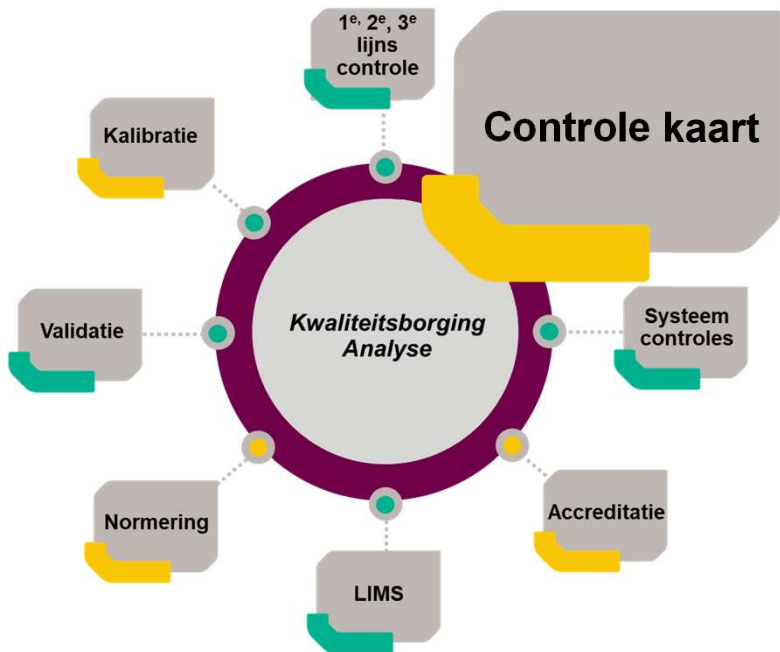 1e, 2e, 3e
lijns
controle
Controle kaart
Kalibratie
Kwaliteitsborging
Analyse
Validatie
Systeem
controles
Normering
Accreditatie
LIMS